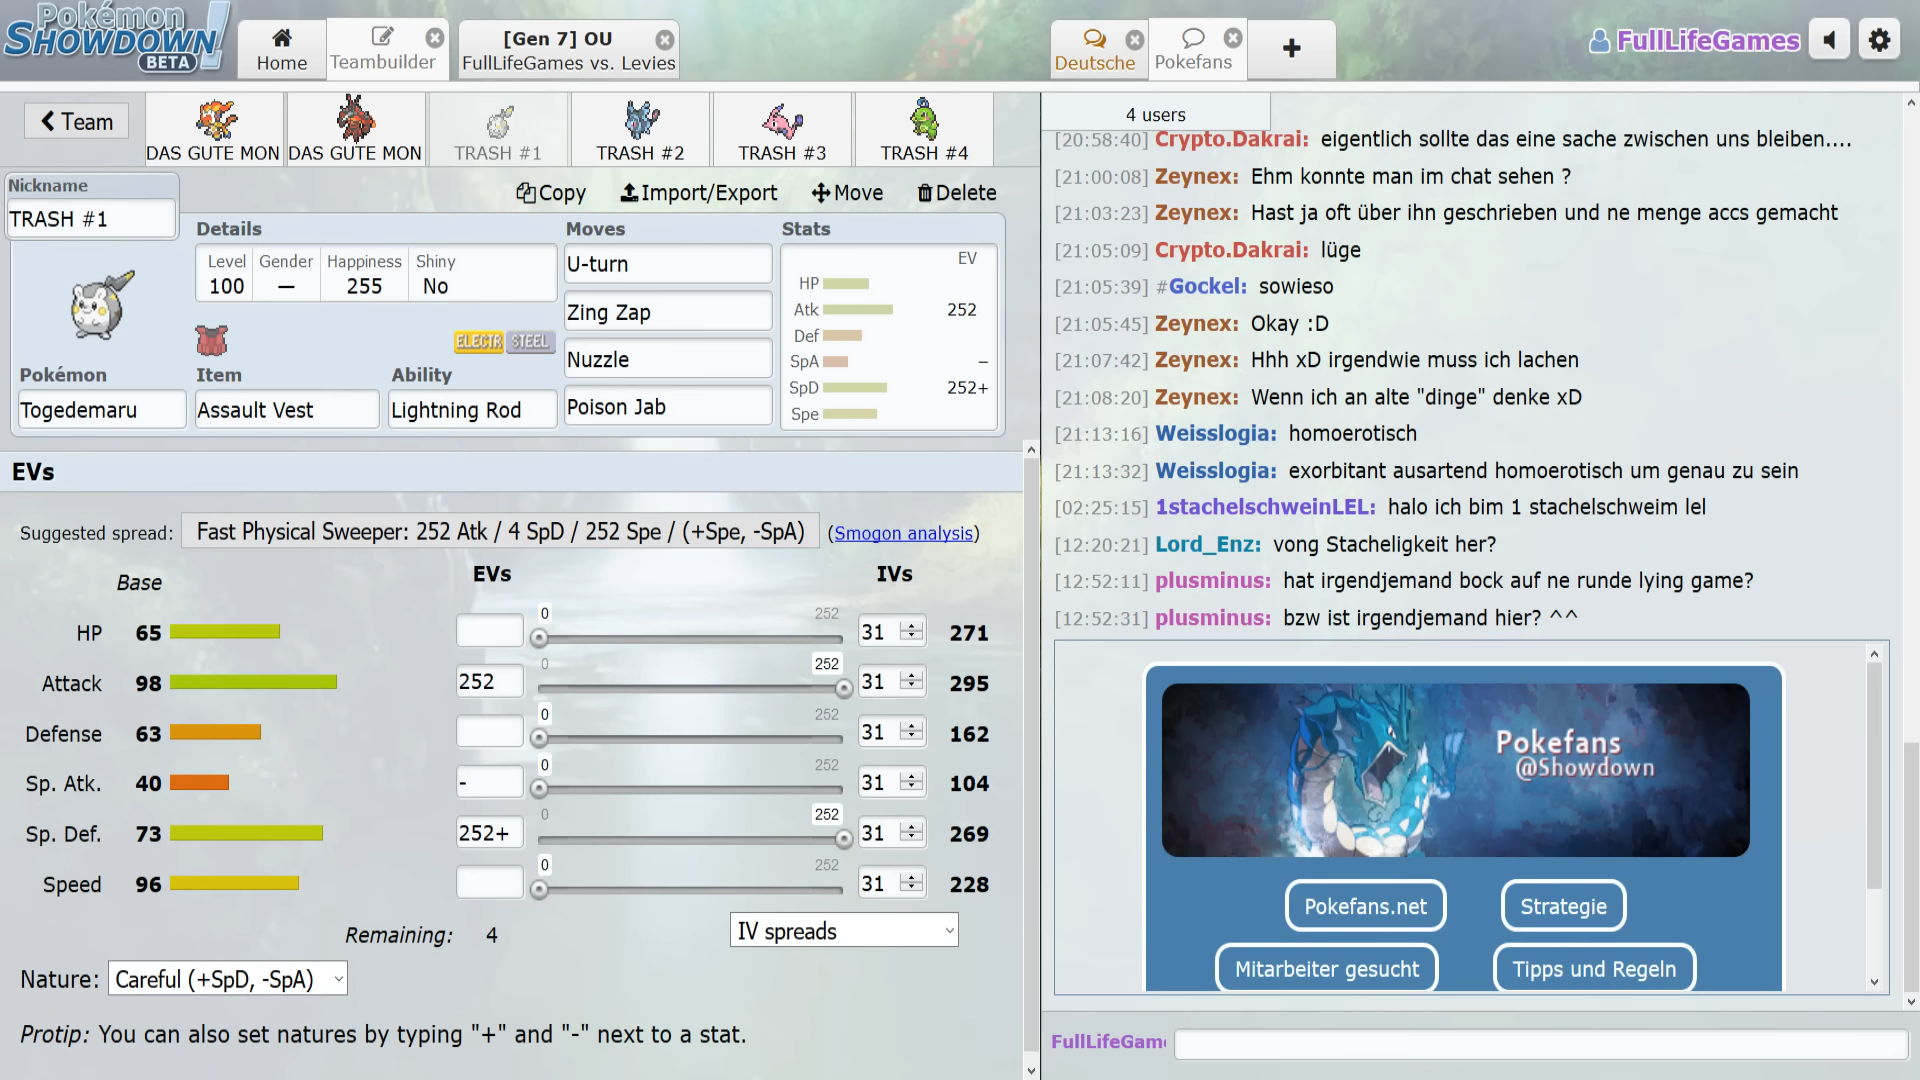 Pokémon
SHOWDOWN!
BETA
Home
Teambuilder
[Gen 7] OU
FullLifeGames vs. Levies
Deutsche
Pokefans
+
FullLifeGames
Team
DAS GUTE MON
DAS GUTE MON
TRASH #1
TRASH #2
TRASH #3
TRASH #4
Copy
Import/Export
Move
Delete
Nickname
TRASH #1
Details
Level
Gender
Happiness
Shiny
100
—
255
No
ELECTR
STEEL
Pokémon
Item
Ability
Togedemaru
Assault Vest
Lightning Rod
Moves
U-turn
Zing Zap
Nuzzle
Poison Jab
Stats
EV
HP
Atk 252
Def
SpA −
SpD 252+
Spe
EVs
Suggested spread: Fast Physical Sweeper: 252 Atk / 4 SpD / 252 Spe / (+Spe, -SpA) (Smogon analysis)
Base EVs IVs
HP 65 0 252 31 271
Attack 98 252 0 252 31 295
Defense 63 0 252 31 162
Sp. Atk. 40 - 0 252 31 104
Sp. Def. 73 252+ 0 252 31 269
Speed 96 0 252 31 228
Remaining: 4
IV spreads
Nature: Careful (+SpD, -SpA)
Protip: You can also set natures by typing "+" and "-" next to a stat.
4 users
[20:58:40] Crypto.Dakrai: eigentlich sollte das eine sache zwischen uns bleiben....
[21:00:08] Zeynex: Ehm konnte man im chat sehen ?
[21:03:23] Zeynex: Hast ja oft über ihn geschrieben und ne menge accs gemacht
[21:05:09] Crypto.Dakrai: lüge
[21:05:39] #Gockel: sowieso
[21:05:45] Zeynex: Okay :D
[21:07:42] Zeynex: Hhh xD irgendwie muss ich lachen
[21:08:20] Zeynex: Wenn ich an alte "dinge" denke xD
[21:13:16] Weisslogia: homoerotisch
[21:13:32] Weisslogia: exorbitant ausartend homoerotisch um genau zu sein
[02:25:15] 1stachelschweinLEL: halo ich bim 1 stachelschweim lel
[12:20:21] Lord_Enz: vong Stacheligkeit her?
[12:52:11] plusminus: hat irgendjemand bock auf ne runde lying game?
[12:52:31] plusminus: bzw ist irgendjemand hier? ^^
Pokefans
@Showdown
Pokefans.net
Strategie
Mitarbeiter gesucht
Tipps und Regeln
FullLifeGame